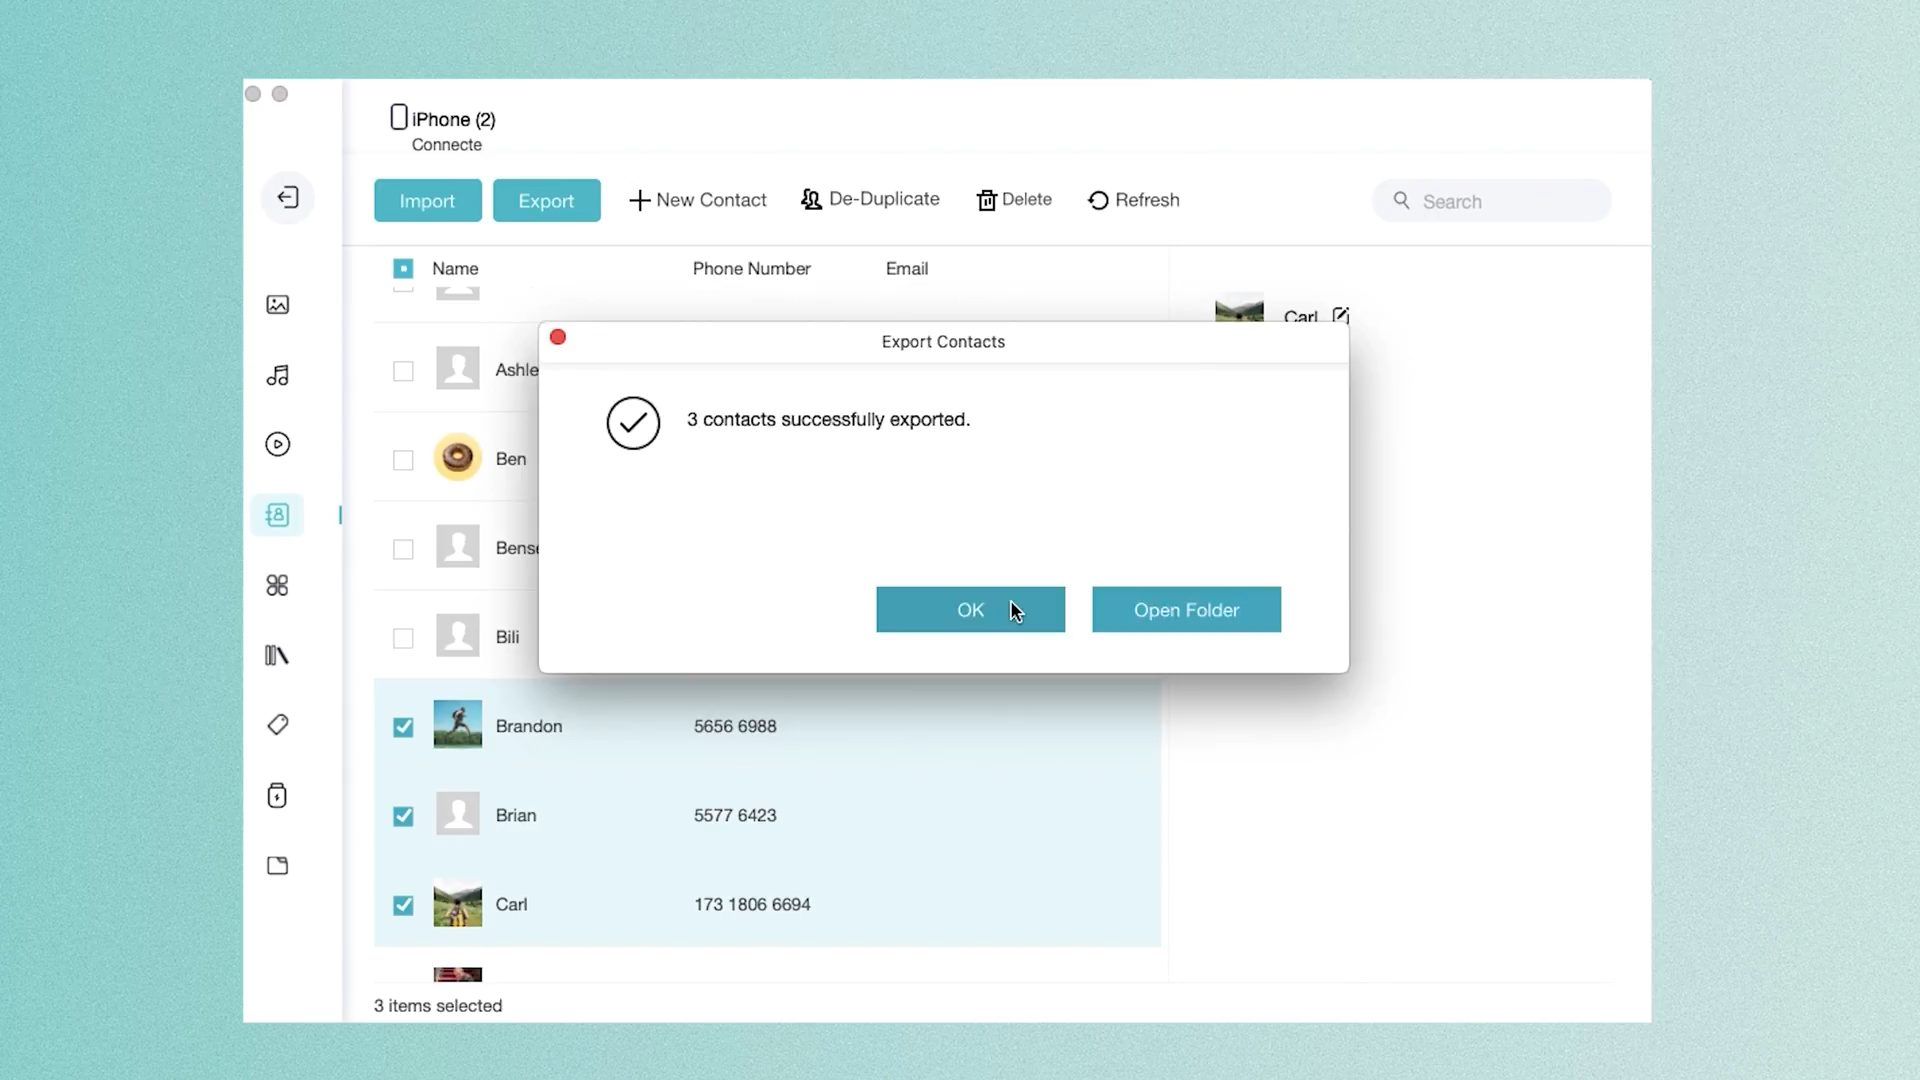 iPhone (2)
Connecte
Import
Export
New Contact
De-Duplicate
Delete
Refresh
Search
Name
Phone Number
Email
Carl
Export Contacts
Ashle
3 contacts successfully exported.
Ben
Bense
OK
Open Folder
Bili
Brandon 5656 6988
Brian 5577 6423
Carl 173 1806 6694
3 items selected